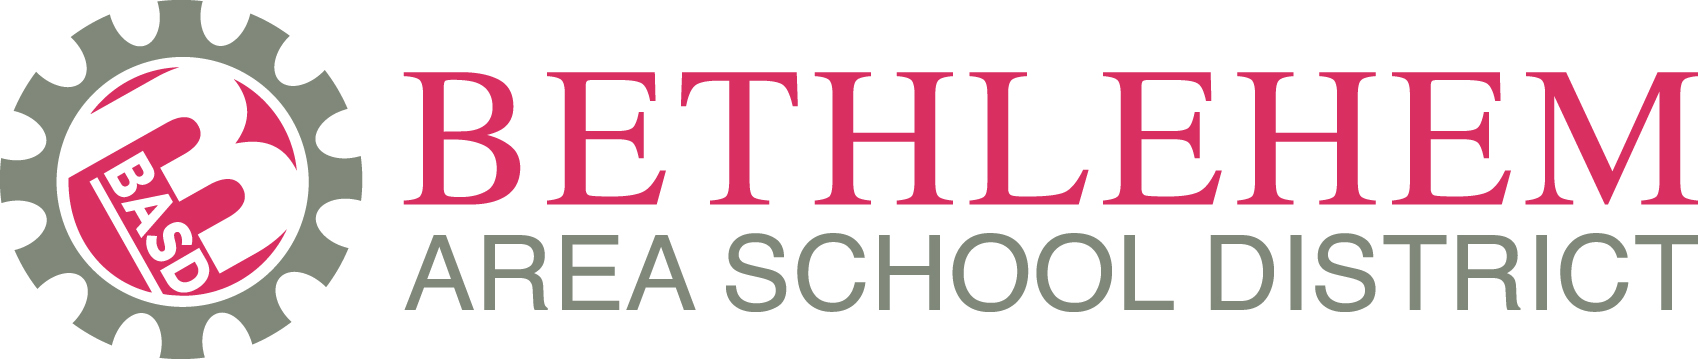 BASD
BETHLEHEM
AREA SCHOOL DISTRICT